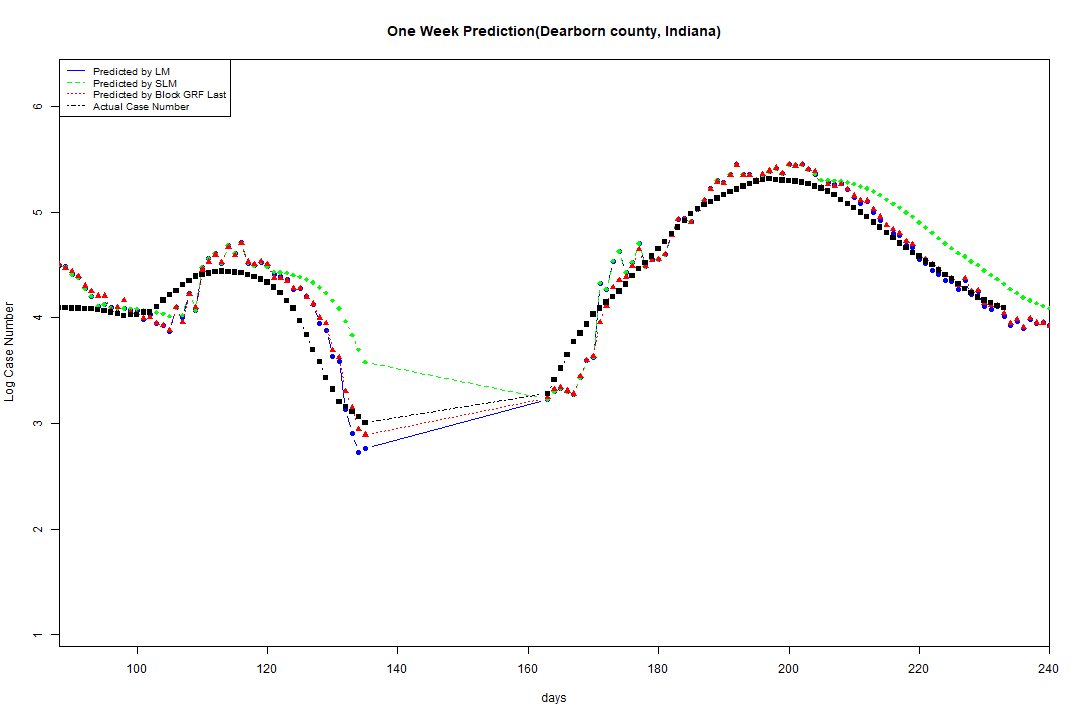 One Week Prediction(Dearborn county, Indiana)
Predicted by LM
Predicted by SLM
Predicted by Block GRF Last
Actual Case Number
Log Case Number
6
5
4
3
2
1
100 120 140 160 180 200 220 240
days